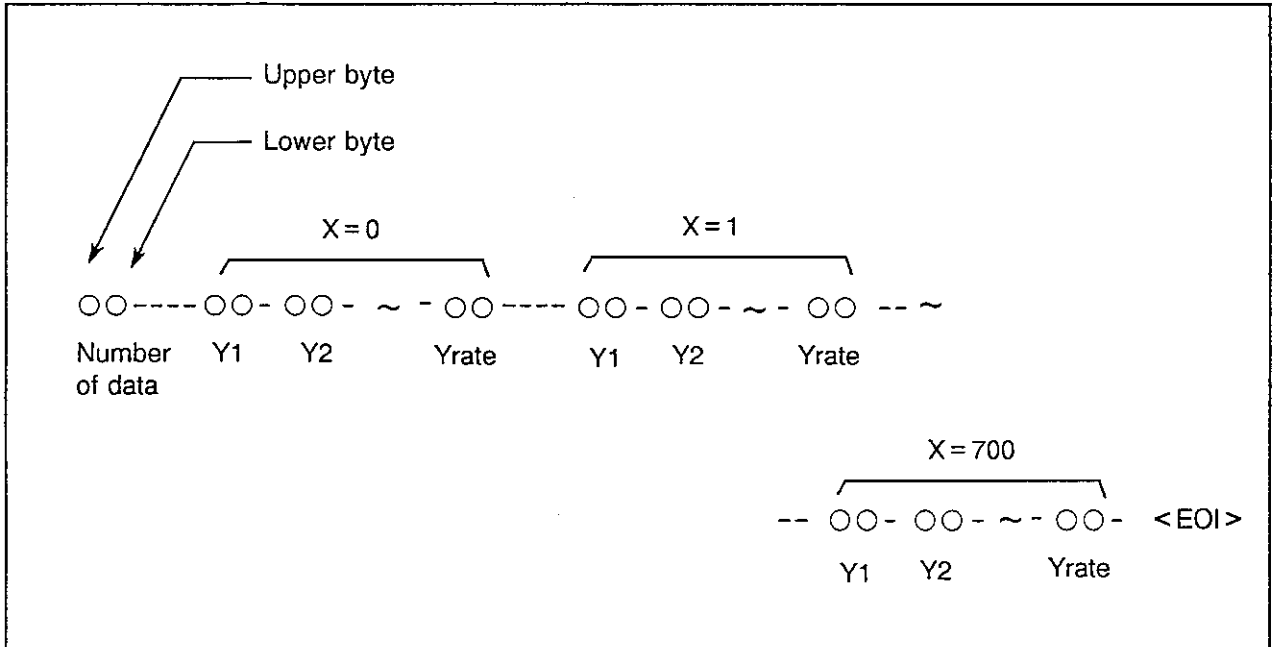 Upper byte
Lower byte
X = 0 X = 1
○○---- ○○- ○○- ~ - ○○---- ○○- ○○- ~ - ○○ -- ~
Number of data Y1 Y2 Yrate Y1 Y2 Yrate
X = 700
-- ○○- ○○- ~ - ○○- <EOI>
Y1 Y2 Yrate